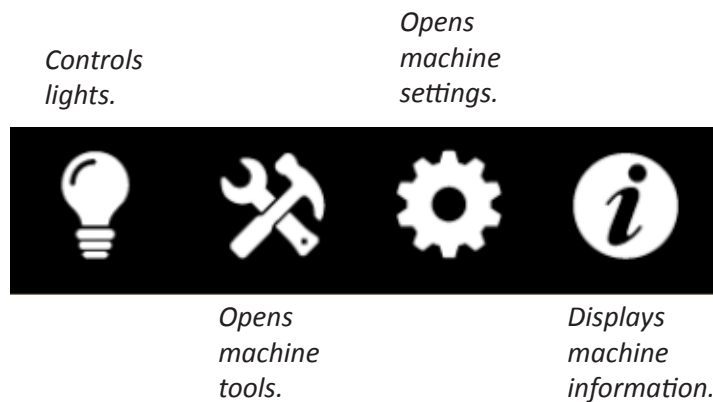 Controls
lights.
Opens
machine
settings.
Opens
machine
tools.
Displays
machine
information.